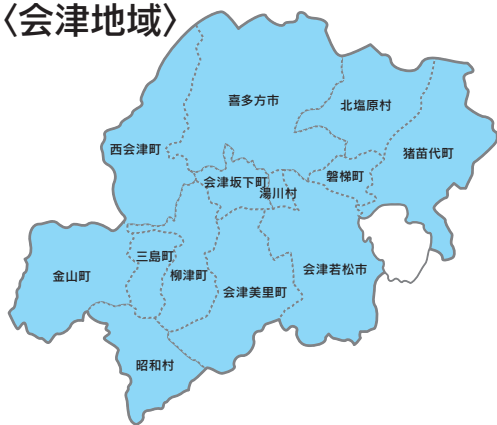 〈会津地域〉
喜多方市
北塩原村
西会津町
猪苗代町
磐梯町
会津坂下町
湯川村
三島町
会津若松市
金山町
柳津町
会津美里町
昭和村